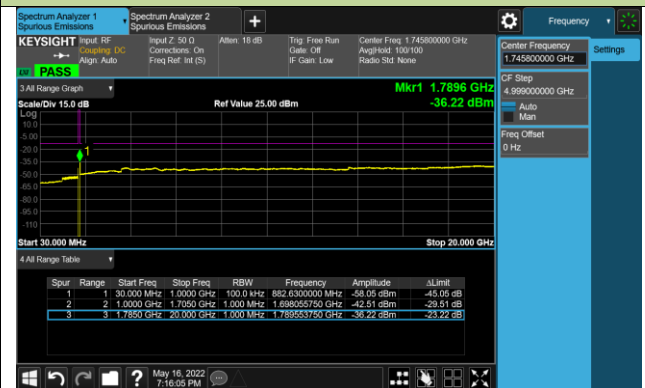 Spectrum Analyzer 1
Spurious Emissions
Spectrum Analyzer 2
Spurious Emissions
+
Frequency
KEYSIGHT
Input: RF
Coupling: DC
Align: Auto
Input Z: 50 Ω
Corrections: On
Freq Ref: Int (S)
Atten: 18 dB
Trig: Free Run
Gate: Off
IF Gain: Low
Center Freq: 1.745800000 GHz
Avg|Hold: 100/100
Radio Std: None
PASS
Center Frequency
1.745800000 GHz
Settings
CF Step
4.999000000 GHz
Auto
Man
Freq Offset
0 Hz
3 All Range Graph
Mkr1 1.7896 GHz
Scale/Div 15.0 dB
Ref Value 25.00 dBm
-36.22 dBm
Log
10.0
-5.00
-20.0
-35.0
-50.0
-65.0
-80.0
-95.0
-110
1
Start 30.000 MHz
Stop 20.000 GHz
4 All Range Table
Spur Range Start Freq Stop Freq RBW Frequency Amplitude ΔLimit
1 1 30.000 MHz 1.0000 GHz 100.0 kHz 882.6300000 MHz -58.05 dBm -45.05 dB
2 2 1.0000 GHz 1.7050 GHz 1.000 MHz 1.698055750 GHz -42.51 dBm -29.51 dB
3 3 1.7850 GHz 20.000 GHz 1.000 MHz 1.789553750 GHz -36.22 dBm -23.22 dB
?
May 16, 2022
7:16:05 PM